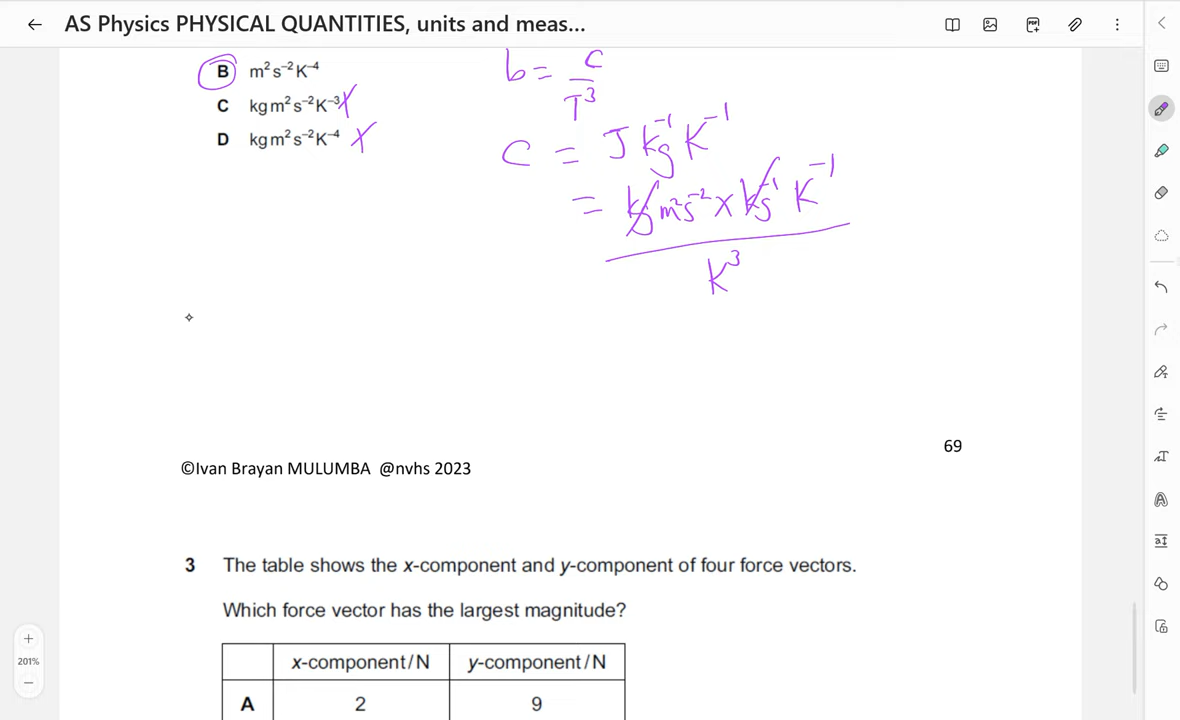 AS Physics PHYSICAL QUANTITIES, units and meas...
B m²s⁻²K⁻⁴
C kg m²s⁻²K⁻³ X
D kg m²s⁻²K⁻⁴ X
b = c / T³
c = J kg⁻¹ K⁻¹
= kg m²s⁻² x kg⁻¹ K⁻¹
K³
69
©Ivan Brayan MULUMBA @nvhs 2023
3 The table shows the x-component and y-component of four force vectors.
Which force vector has the largest magnitude?
x-component/N y-component/N
A 2 9
201%